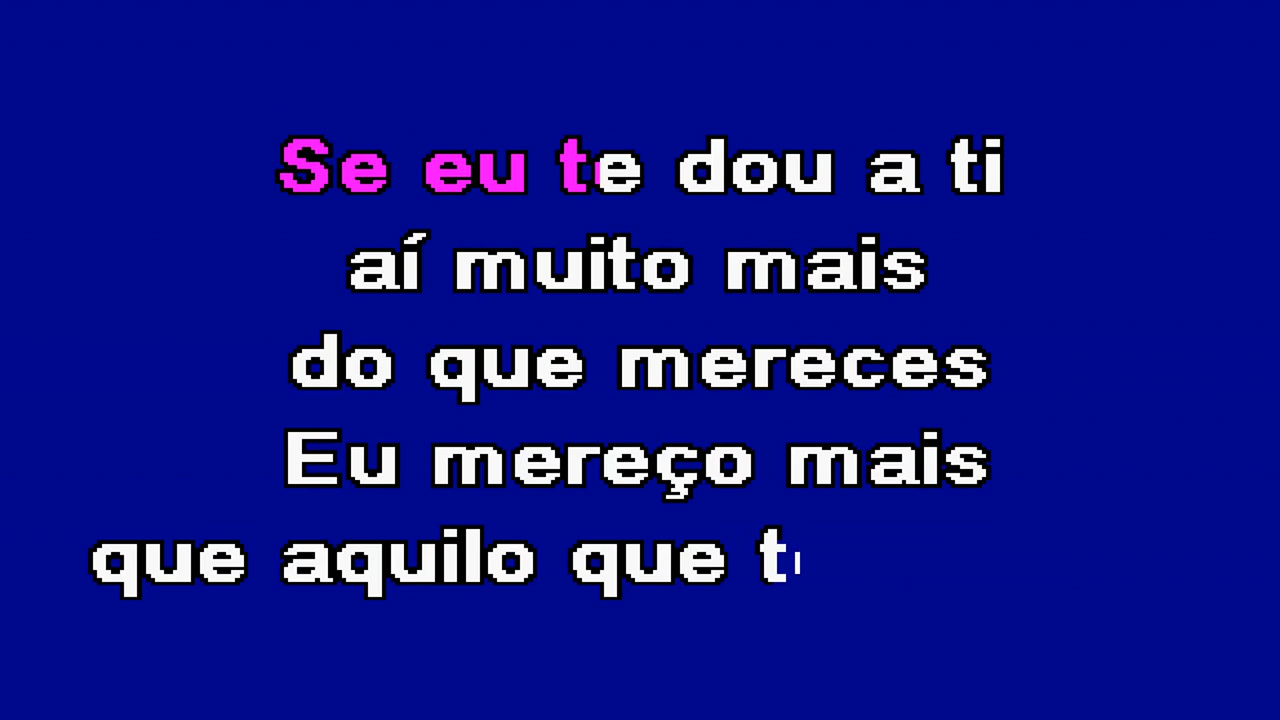 Se eu te dou a ti
aí muito mais
do que mereces
Eu mereço mais
que aquilo que t